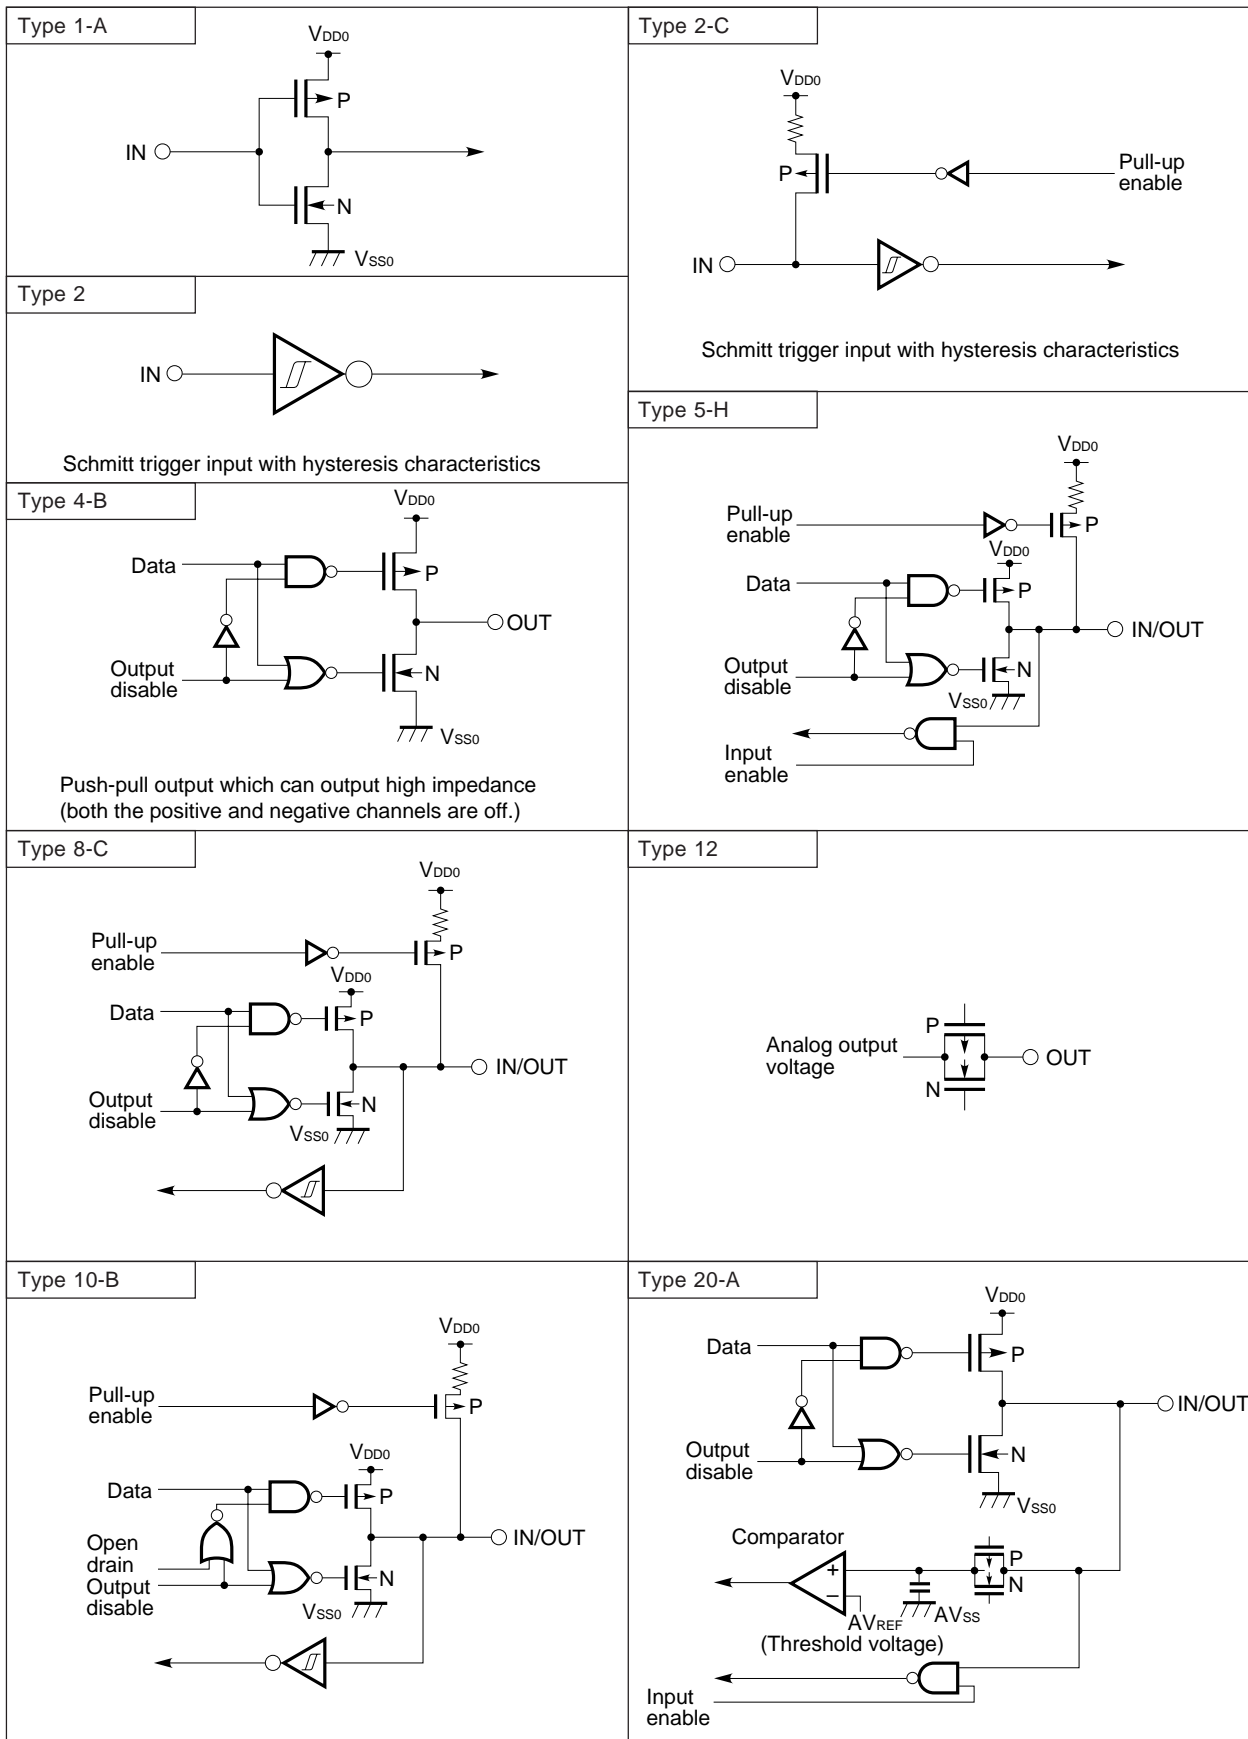 Type 1-A
VDD0
P
IN
N
VSS0
Type 2
IN
Schmitt trigger input with hysteresis characteristics
Type 4-B
VDD0
Data
P
OUT
Output
disable
N
VSS0
Push-pull output which can output high impedance
(both the positive and negative channels are off.)
Type 8-C
VDD0
Pull-up
enable
P
VDD0
Data
P
IN/OUT
Output
disable
N
VSS0
Type 10-B
VDD0
Pull-up
enable
P
VDD0
Data
P
IN/OUT
Open
drain
Output
disable
N
VSS0
Type 2-C
VDD0
P
Pull-up
enable
IN
Schmitt trigger input with hysteresis characteristics
Type 5-H
VDD0
Pull-up
enable
P
VDD0
Data
P
IN/OUT
Output
disable
N
VSS0
Input
enable
Type 12
P
Analog output
voltage
OUT
N
Type 20-A
VDD0
Data
P
IN/OUT
Output
disable
N
VSS0
Comparator
P
N
+
−
AVREF
AVSS
(Threshold voltage)
Input
enable